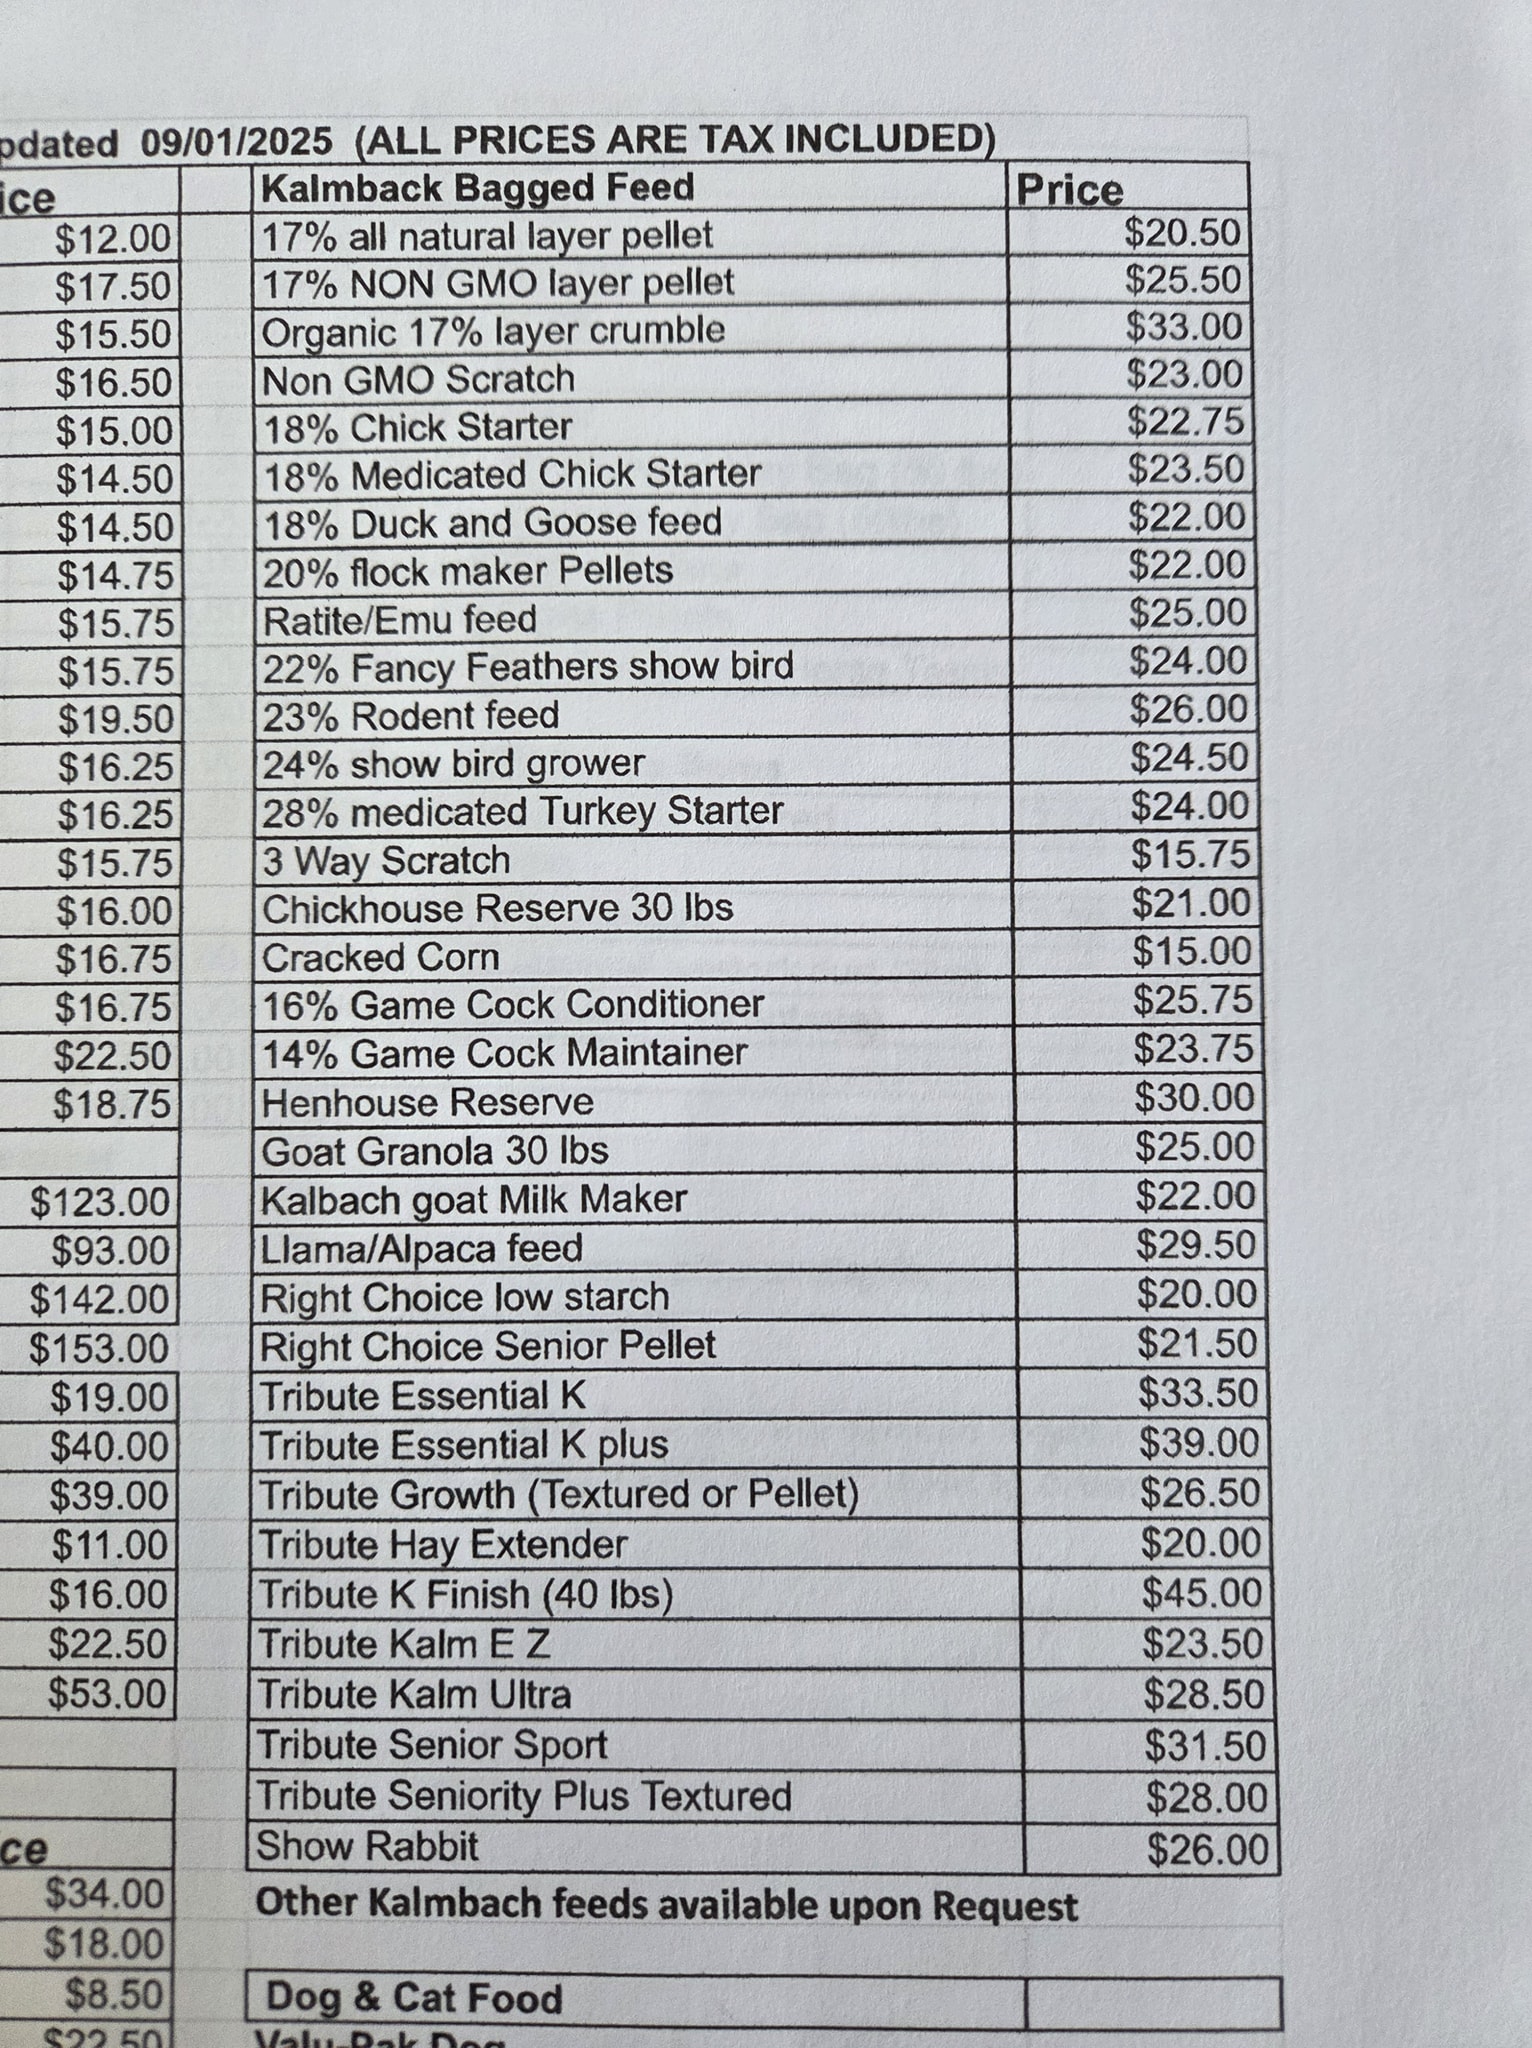 09/01/2025 (ALL PRICES ARE TAX INCLUDED)
Kalmback Bagged Feed Price
$12.00 17% all natural layer pellet $20.50
$17.50 17% NON GMO layer pellet $25.50
$15.50 Organic 17% layer crumble $33.00
$16.50 Non GMO Scratch $23.00
$15.00 18% Chick Starter $22.75
$14.50 18% Medicated Chick Starter $23.50
$14.50 18% Duck and Goose feed $22.00
$14.75 20% flock maker Pellets $22.00
$15.75 Ratite/Emu feed $25.00
$15.75 22% Fancy Feathers show bird $24.00
$19.50 23% Rodent feed $26.00
$16.25 24% show bird grower $24.50
$16.25 28% medicated Turkey Starter $24.00
$15.75 3 Way Scratch $15.75
$16.00 Chickhouse Reserve 30 lbs $21.00
$16.75 Cracked Corn $15.00
$16.75 16% Game Cock Conditioner $25.75
$22.50 14% Game Cock Maintainer $23.75
$18.75 Henhouse Reserve $30.00
Goat Granola 30 lbs $25.00
$123.00 Kalbach goat Milk Maker $22.00
$93.00 Llama/Alpaca feed $29.50
$142.00 Right Choice low starch $20.00
$153.00 Right Choice Senior Pellet $21.50
$19.00 Tribute Essential K $33.50
$40.00 Tribute Essential K plus $39.00
$39.00 Tribute Growth (Textured or Pellet) $26.50
$11.00 Tribute Hay Extender $20.00
$16.00 Tribute K Finish (40 lbs) $45.00
$22.50 Tribute Kalm E Z $23.50
$53.00 Tribute Kalm Ultra $28.50
Tribute Senior Sport $31.50
Tribute Seniority Plus Textured $28.00
Show Rabbit $26.00
$34.00 Other Kalmbach feeds available upon Request
$18.00
$8.50 Dog & Cat Food
$22.50 Valu-Pak Dog